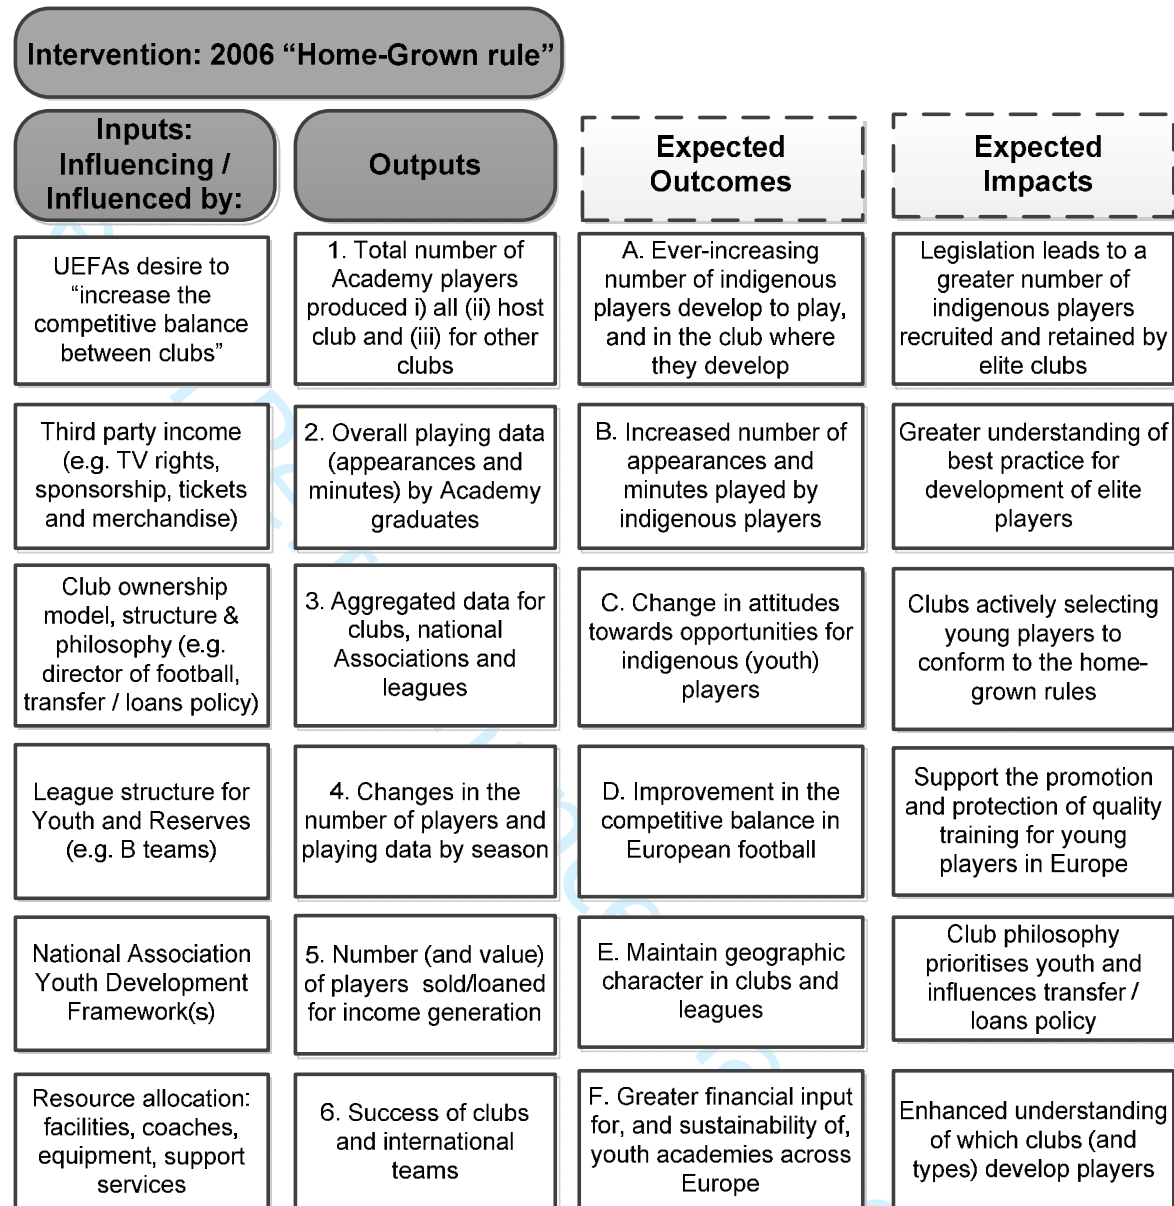 Intervention: 2006 “Home-Grown rule”
Inputs:
Influencing /
Influenced by:
Outputs
Expected
Outcomes
Expected
Impacts
UEFAs desire to
“increase the
competitive balance
between clubs”
1. Total number of
Academy players
produced i) all (ii) host
club and (iii) for other
clubs
A. Ever-increasing
number of indigenous
players develop to play,
and in the club where
they develop
Legislation leads to a
greater number of
indigenous players
recruited and retained by
elite clubs
Third party income
(e.g. TV rights,
sponsorship, tickets
and merchandise)
2. Overall playing data
(appearances and
minutes) by Academy
graduates
B. Increased number of
appearances and
minutes played by
indigenous players
Greater understanding of
best practice for
development of elite
players
Club ownership
model, structure &
philosophy (e.g.
director of football,
transfer / loans policy)
3. Aggregated data for
clubs, national
Associations and
leagues
C. Change in attitudes
towards opportunities for
indigenous (youth)
players
Clubs actively selecting
young players to
conform to the home-
grown rules
League structure for
Youth and Reserves
(e.g. B teams)
4. Changes in the
number of players and
playing data by season
D. Improvement in the
competitive balance in
European football
Support the promotion
and protection of quality
training for young
players in Europe
National Association
Youth Development
Framework(s)
5. Number (and value)
of players sold/loaned
for income generation
E. Maintain geographic
character in clubs and
leagues
Club philosophy
prioritises youth and
influences transfer /
loans policy
Resource allocation:
facilities, coaches,
equipment, support
services
6. Success of clubs
and international
teams
F. Greater financial input
for, and sustainability of,
youth academies across
Europe
Enhanced understanding
of which clubs (and
types) develop players